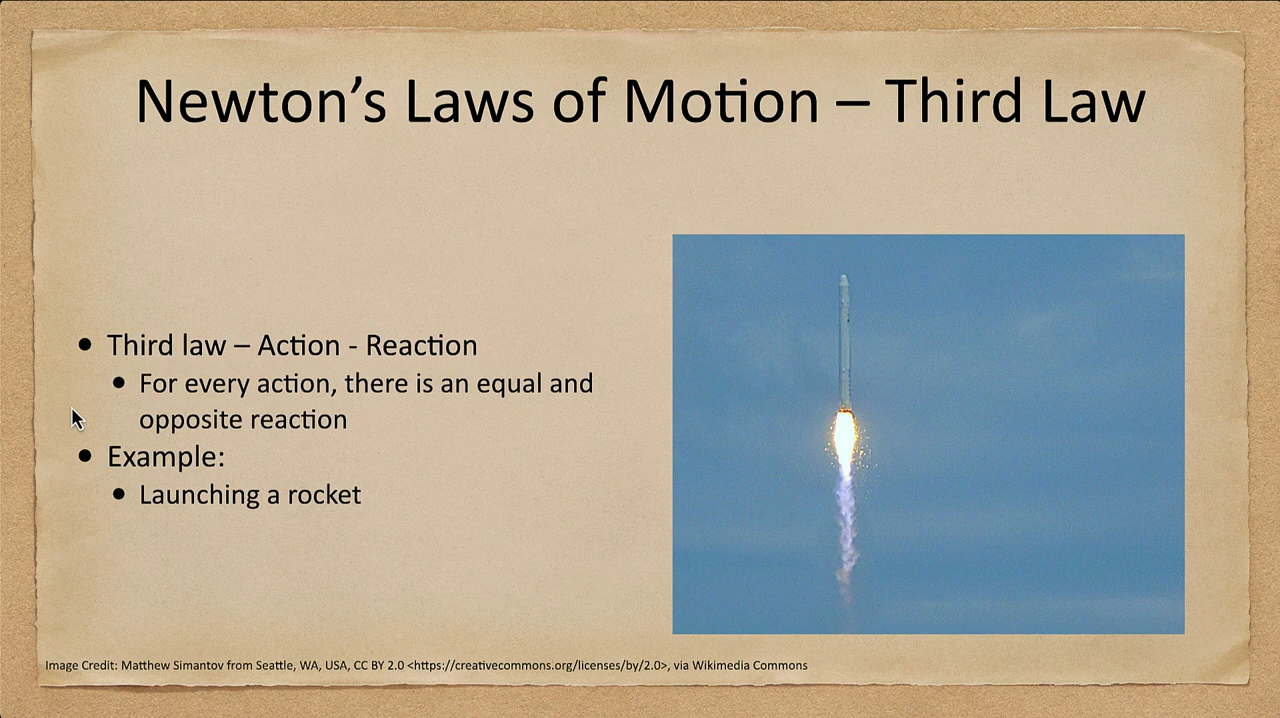 Newton’s Laws of Motion – Third Law
• Third law – Action - Reaction
• For every action, there is an equal and
opposite reaction
• Example:
• Launching a rocket
Image Credit: Matthew Simantov from Seattle, WA, USA, CC BY 2.0 <https://creativecommons.org/licenses/by/2.0>, via Wikimedia Commons